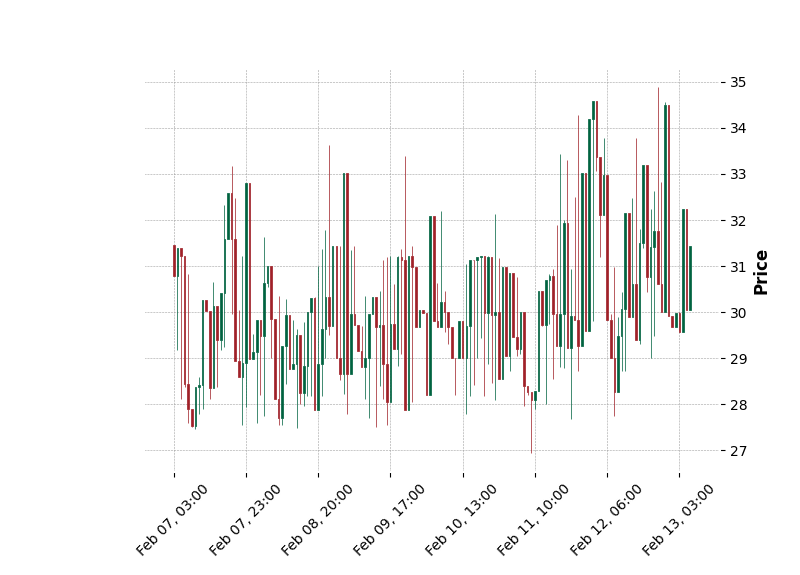 35
34
33
32
31
30
29
28
27
Price
Feb 07, 03:00
Feb 07, 23:00
Feb 08, 20:00
Feb 09, 17:00
Feb 10, 13:00
Feb 11, 10:00
Feb 12, 06:00
Feb 13, 03:00